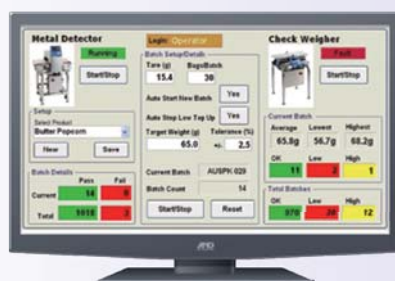 Metal Detector
Running
Start/Stop
Setup
Select Product
Butter Popcorn
New Save
Batch Details
Pass Fail
Current 14 0
Total 1018 3
Login: Operator
Batch Setup/Details
Tare (g) Bags/Batch
15.4 30
Auto Start New Batch Yes
Auto Stop Low Top Up Yes
Target Weight (g) Tolerance (%)
65.0 +/- 2.5
Current Batch AUSPK 029
Batch Count 14
Start/Stop Reset
Check Weigher
Fault
Start/Stop
Current Batch
Average Lowest Highest
65.8g 56.7g 68.2g
OK Low High
11 2 1
Total Batches
OK Low High
978 28 12
AND